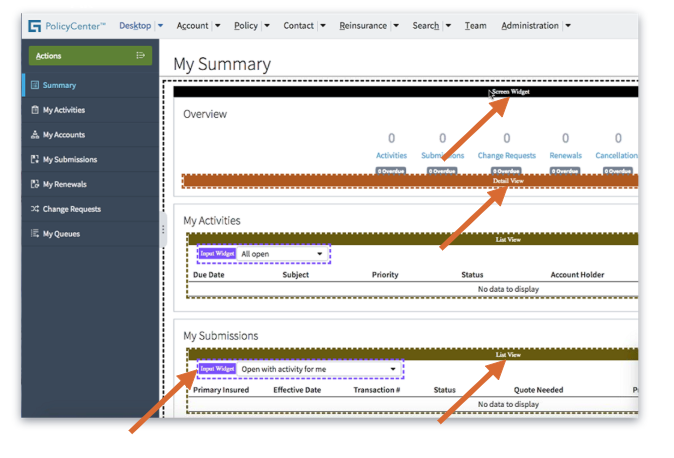 PolicyCenter™ Desktop Account Policy Contact Reinsurance Search Team Administration
Actions
Summary
My Activities
My Accounts
My Submissions
My Renewals
Change Requests
My Queues
My Summary
Screen Widget
Overview
0 0 0 0 0
Activities Submissions Change Requests Renewals Cancellation
0 Overdue 0 Overdue 0 Overdue 0 Overdue 0 Overdue
Detail View
My Activities
List View
Input Widget All open
Due Date Subject Priority Status Account Holder
No data to display
My Submissions
List View
Input Widget Open with activity for me
Primary Insured Effective Date Transaction # Status Quote Needed P
No data to display